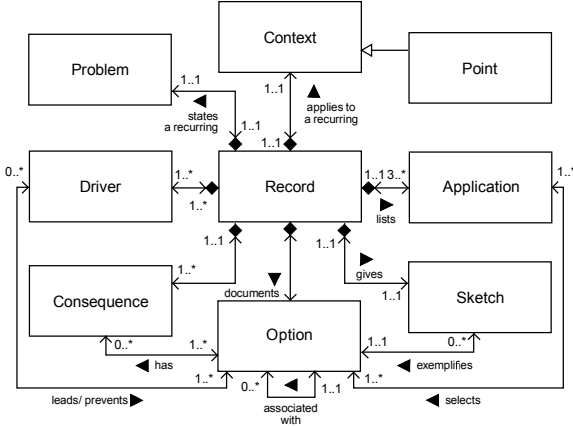 Context
Problem
Point
1..1
1..1
states
a recurring
applies to
a recurring
1..1
1..1
0..*
Driver
1..*
1..*
Record
1..1
3..*
lists
Application
1..*
1..1
1..1
gives
1..*
Consequence
documents
1..1
Sketch
Option
0..*
1..*
has
1..1
0..*
exemplifies
1..*
0..*
1..1
1..*
leads/ prevents
associated
with
selects